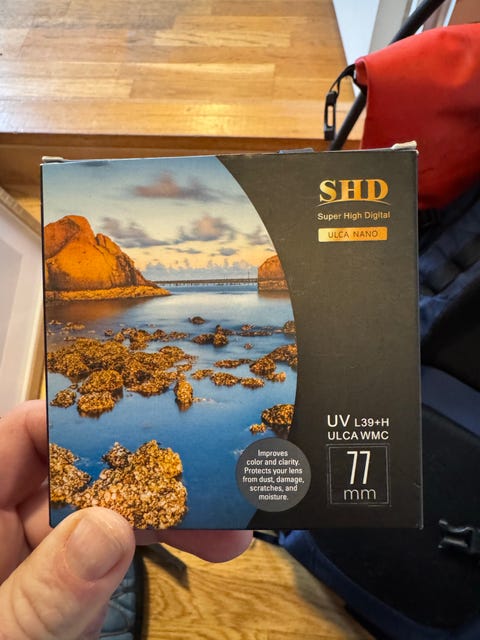 SHD
Super High Digital
ULCA NANO
UV L39+H
ULCA WMC
77
mm
Improves
color and clarity.
Protects your lens
from dust, damage,
scratches, and
moisture.